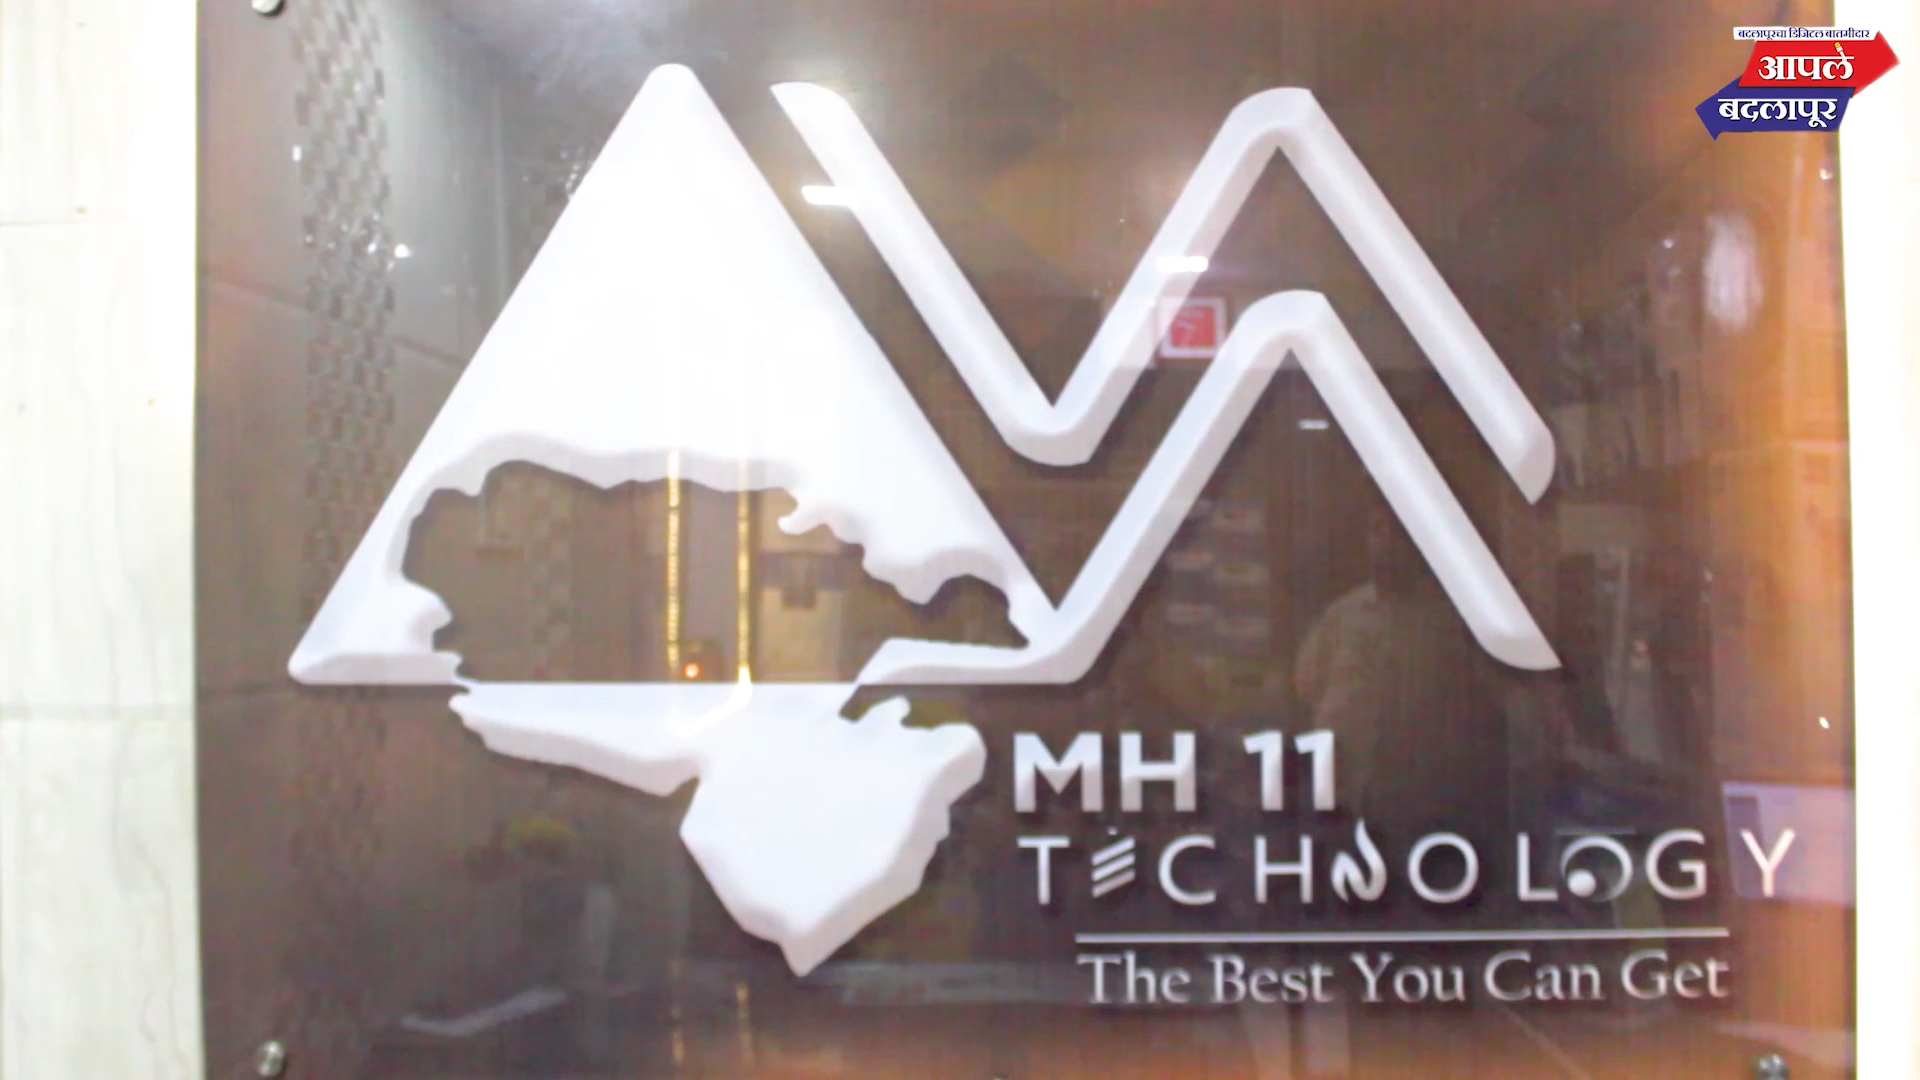 बदलापूरचा डिजिटल बातमीदार
आपले
बदलापूर
MH 11
TECHNOLOGY
The Best You Can Get